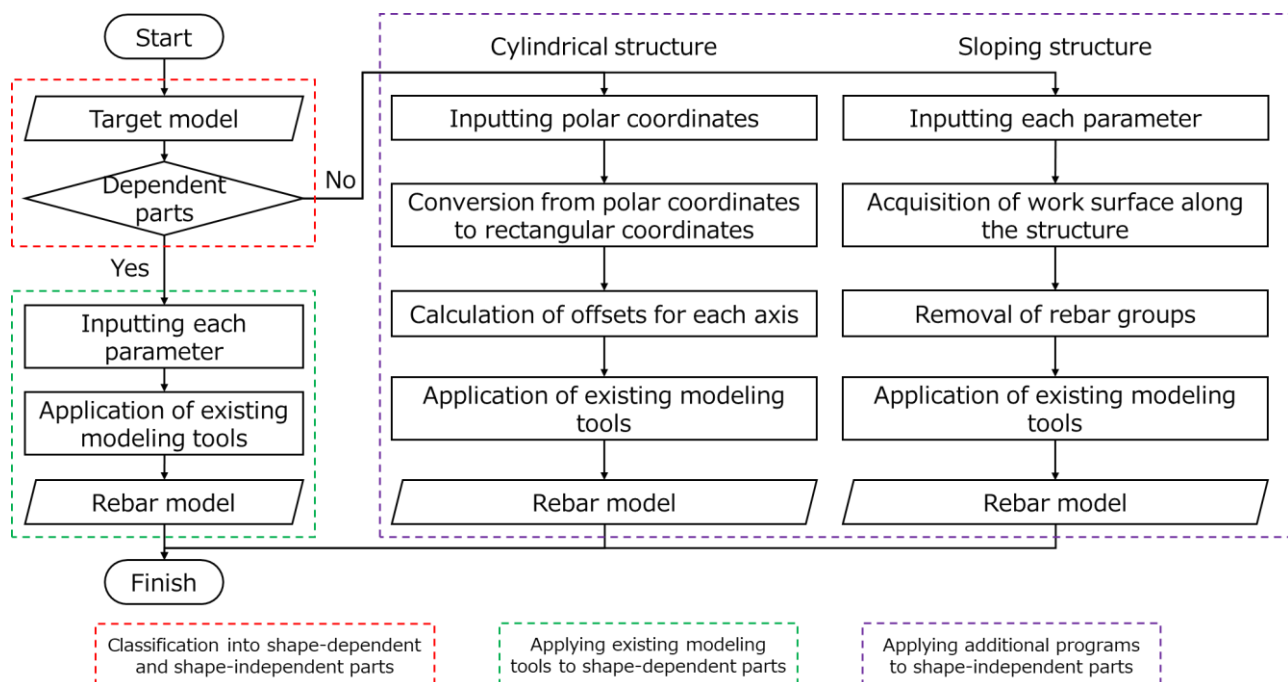 Start
Target model
Dependent
parts
No
Yes
Inputting each
parameter
Application of existing
modeling tools
Rebar model
Finish
Cylindrical structure
Inputting polar coordinates
Conversion from polar coordinates
to rectangular coordinates
Calculation of offsets for each axis
Application of existing modeling
tools
Rebar model
Sloping structure
Inputting each parameter
Acquisition of work surface along
the structure
Removal of rebar groups
Application of existing modeling
tools
Rebar model
Classification into shape-dependent
and shape-independent parts
Applying existing modeling
tools to shape-dependent parts
Applying additional programs
to shape-independent parts